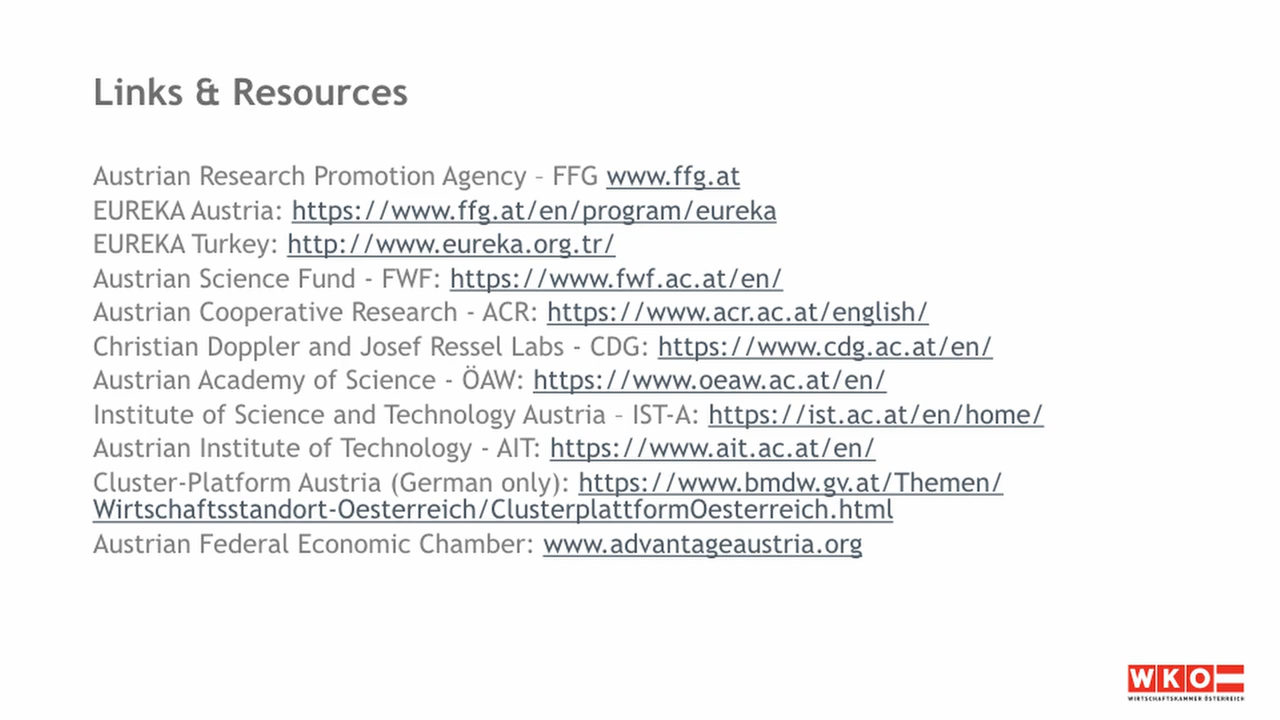 Links & Resources
Austrian Research Promotion Agency – FFG www.ffg.at
EUREKA Austria: https://www.ffg.at/en/program/eureka
EUREKA Turkey: http://www.eureka.org.tr/
Austrian Science Fund - FWF: https://www.fwf.ac.at/en/
Austrian Cooperative Research - ACR: https://www.acr.ac.at/english/
Christian Doppler and Josef Ressel Labs - CDG: https://www.cdg.ac.at/en/
Austrian Academy of Science - ÖAW: https://www.oeaw.ac.at/en/
Institute of Science and Technology Austria – IST-A: https://ist.ac.at/en/home/
Austrian Institute of Technology - AIT: https://www.ait.ac.at/en/
Cluster-Platform Austria (German only): https://www.bmdw.gv.at/Themen/
Wirtschaftsstandort-Oesterreich/ClusterplattformOesterreich.html
Austrian Federal Economic Chamber: www.advantageaustria.org
WKO
WIRTSCHAFTSKAMMER ÖSTERREICH